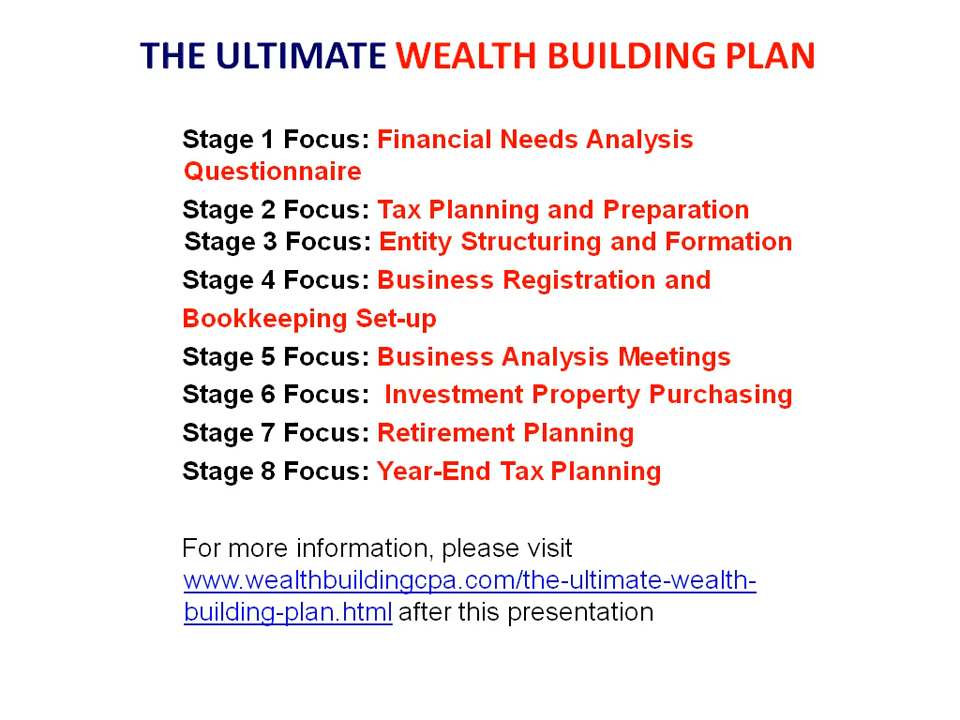 THE ULTIMATE WEALTH BUILDING PLAN
Stage 1 Focus: Financial Needs Analysis
Questionnaire
Stage 2 Focus: Tax Planning and Preparation
Stage 3 Focus: Entity Structuring and Formation
Stage 4 Focus: Business Registration and
Bookkeeping Set-up
Stage 5 Focus: Business Analysis Meetings
Stage 6 Focus: Investment Property Purchasing
Stage 7 Focus: Retirement Planning
Stage 8 Focus: Year-End Tax Planning
For more information, please visit
www.wealthbuildingcpa.com/the-ultimate-wealth-
building-plan.html after this presentation